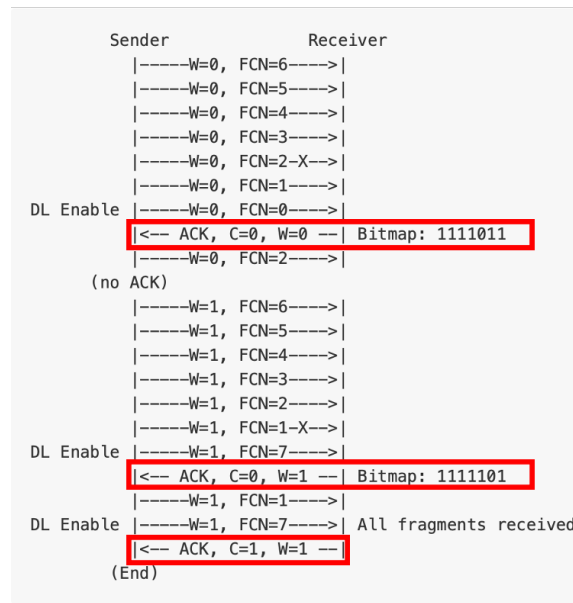 Sender Receiver
|-----W=0, FCN=6---->|
|-----W=0, FCN=5---->|
|-----W=0, FCN=4---->|
|-----W=0, FCN=3---->|
|-----W=0, FCN=2-X-->|
|-----W=0, FCN=1---->|
DL Enable |-----W=0, FCN=0---->|
|<-- ACK, C=0, W=0 --| Bitmap: 1111011
|-----W=0, FCN=2---->|
(no ACK)
|-----W=1, FCN=6---->|
|-----W=1, FCN=5---->|
|-----W=1, FCN=4---->|
|-----W=1, FCN=3---->|
|-----W=1, FCN=2---->|
|-----W=1, FCN=1-X-->|
DL Enable |-----W=1, FCN=7---->|
|<-- ACK, C=0, W=1 --| Bitmap: 1111101
|-----W=1, FCN=1---->|
DL Enable |-----W=1, FCN=7---->| All fragments received
|<-- ACK, C=1, W=1 --|
(End)